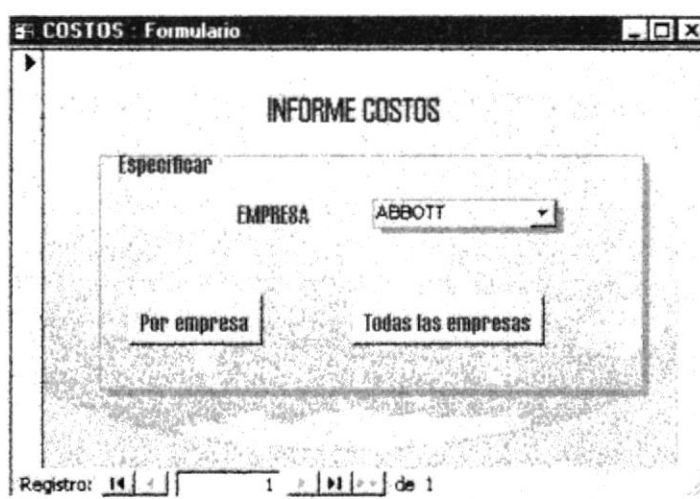 COSTOS : Formulario
INFORME COSTOS
Especificar
EMPRESA ABBOTT
Por empresa Todas las empresas
Registro: 1 de 1